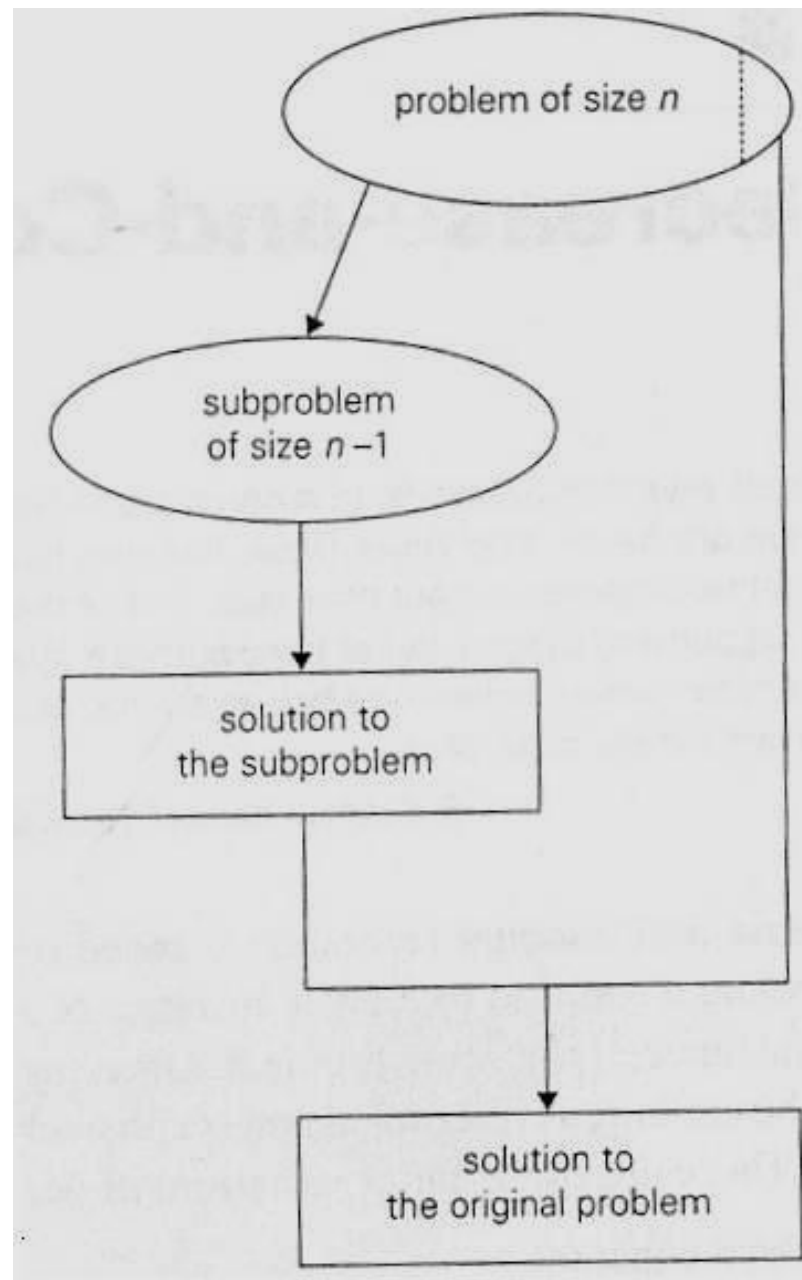 problem of size n
subproblem
of size n–1
solution to
the subproblem
solution to
the original problem